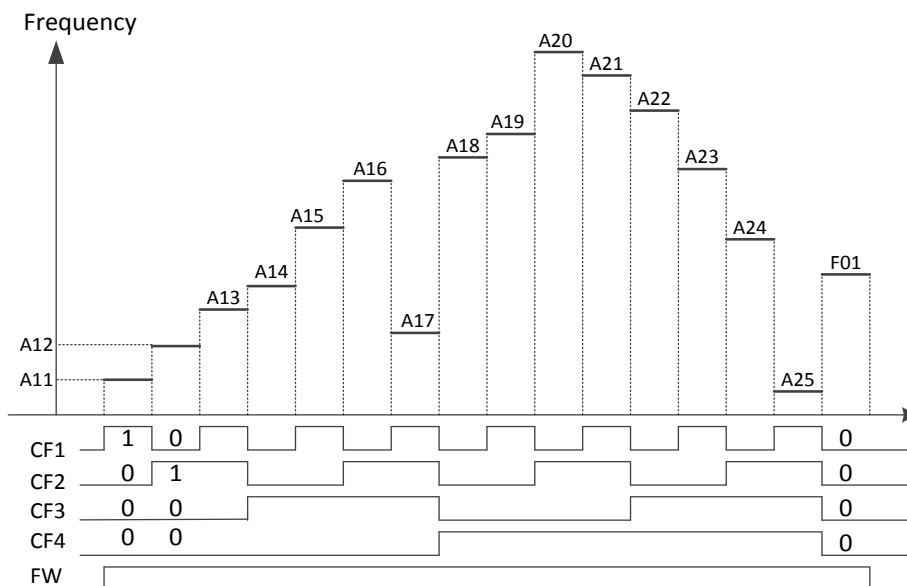 Frequency
A20
A21
A22
A19
A18
A23
A16
A15
A24
F01
A14
A13
A17
A12
A11
A25
CF1 1 0 0
CF2 0 1 0
CF3 0 0 0
CF4 0 0 0
FW